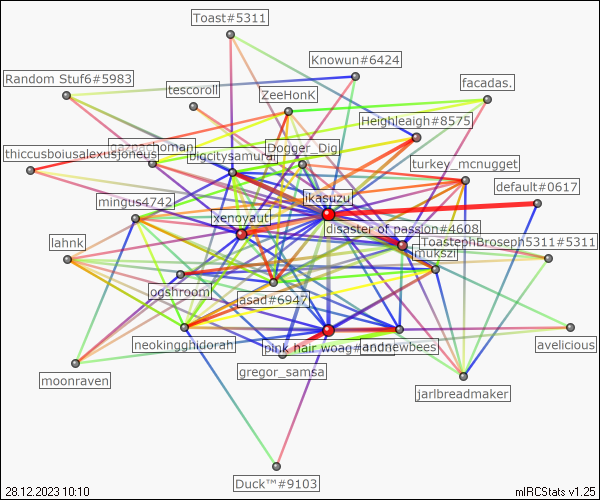 Toast#5311
Knowun#6424
Random Stuf6#5983
tescoroll
facadas.
ZeeHonK
Heighleaigh#8575
gazpachoman
Dogger_Dig
thiccusboiusalexusjoneus
Digcitysamurai
turkey_mcnugget
default#0617
mingus4742
ikasuzu
xenoyaut
disaster of passion#4608
lahnk
ToastephBroseph5311#5311
mukszi
ogshroom
asad#6947
neokingghidorah
pink hair woag
landnewbees
avelicious
gregor_samsa
moonraven
jarlbreadmaker
Duck™#9103
28.12.2023 10:10
mIRCStats v1.25